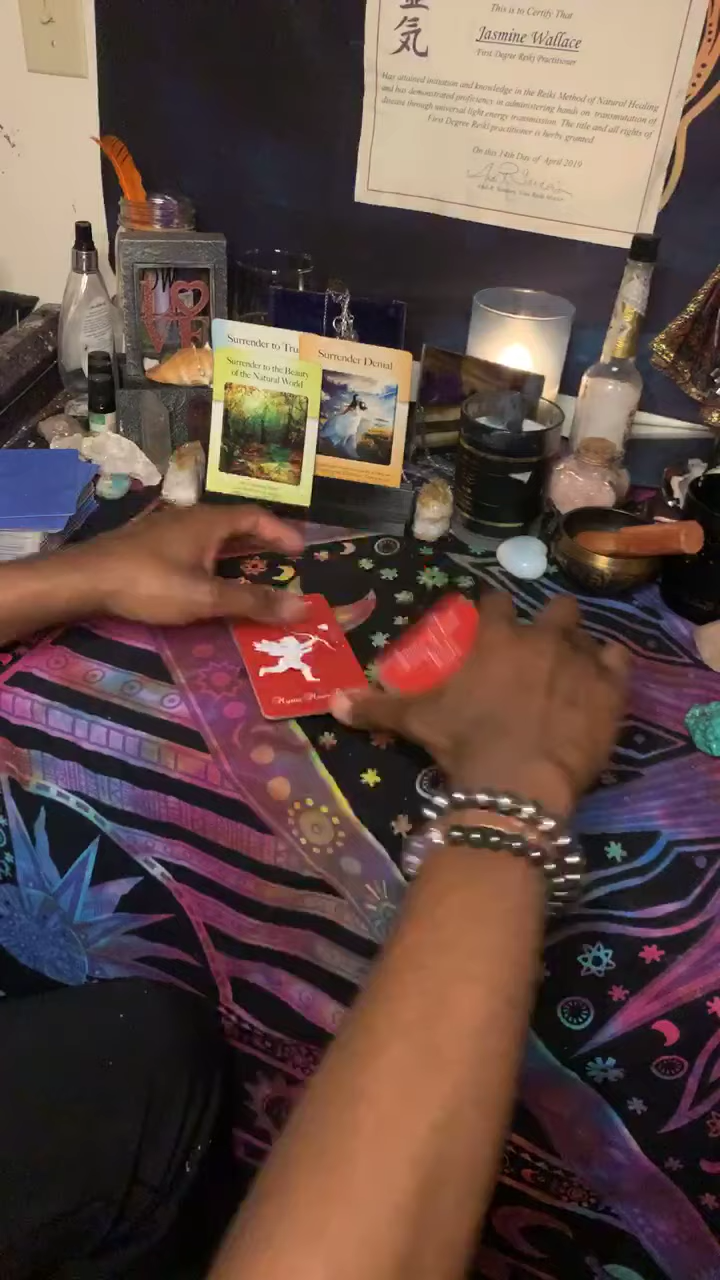 靈
気
This is to Certify That
Jasmine Wallace
First Degree Reiki Practitioner
Has attained initiation and knowledge in the Reiki Method of Natural Healing
and has demonstrated proficiency in administering hands on, transmutation of
disease through universal light energy transmission. The title and all rights of
First Degree Reiki practitioner is herby granted
On this 14th Day of April 2019
LOVE
Surrender to Tru
Surrender to the Beauty
of the Natural World
Surrender Denial